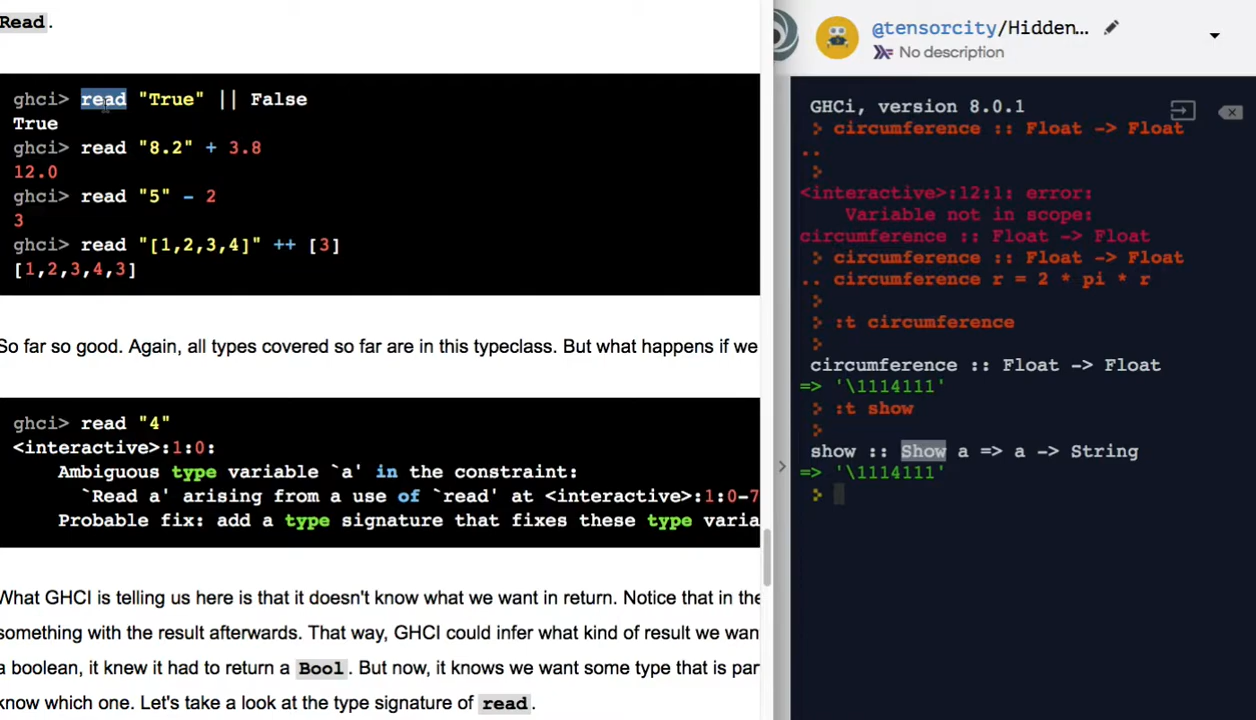 Read.
ghci> read "True" || False
True
ghci> read "8.2" + 3.8
12.0
ghci> read "5" - 2
3
ghci> read "[1,2,3,4]" ++ [3]
[1,2,3,4,3]
So far so good. Again, all types covered so far are in this typeclass. But what happens if we
ghci> read "4"
<interactive>:1:0:
    Ambiguous type variable `a' in the constraint:
      `Read a' arising from a use of `read' at <interactive>:1:0-7
    Probable fix: add a type signature that fixes these type varia
What GHCI is telling us here is that it doesn't know what we want in return. Notice that in the
something with the result afterwards. That way, GHCI could infer what kind of result we wan
a boolean, it knew it had to return a Bool. But now, it knows we want some type that is par
know which one. Let's take a look at the type signature of read.
@tensorcity/Hidden...
No description
GHCi, version 8.0.1
circumference :: Float -> Float
..
<interactive>:12:1: error:
    Variable not in scope:
circumference :: Float -> Float
circumference :: Float -> Float
.. circumference r = 2 * pi * r
:t circumference
circumference :: Float -> Float
=> '\1114111'
:t show
show :: Show a => a -> String
=> '\1114111'